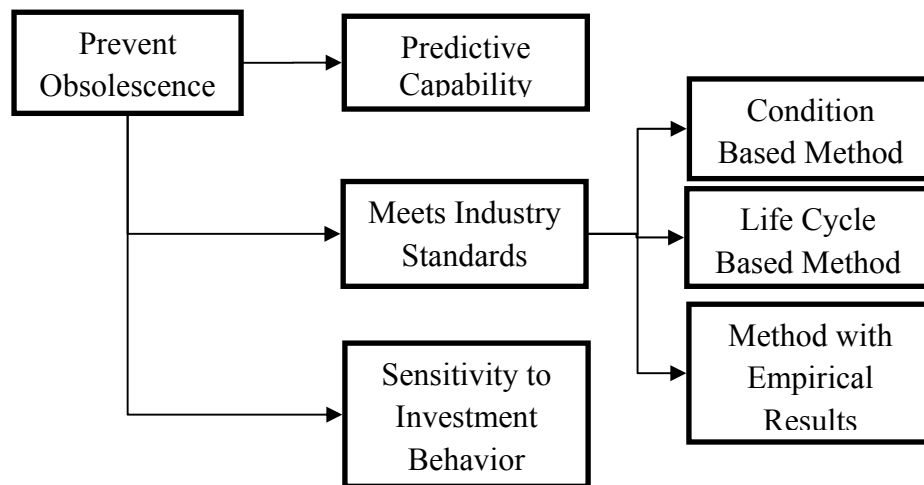 Prevent
Obsolescence
Predictive
Capability
Condition
Based Method
Meets Industry
Standards
Life Cycle
Based Method
Sensitivity to
Investment
Behavior
Method with
Empirical
Results